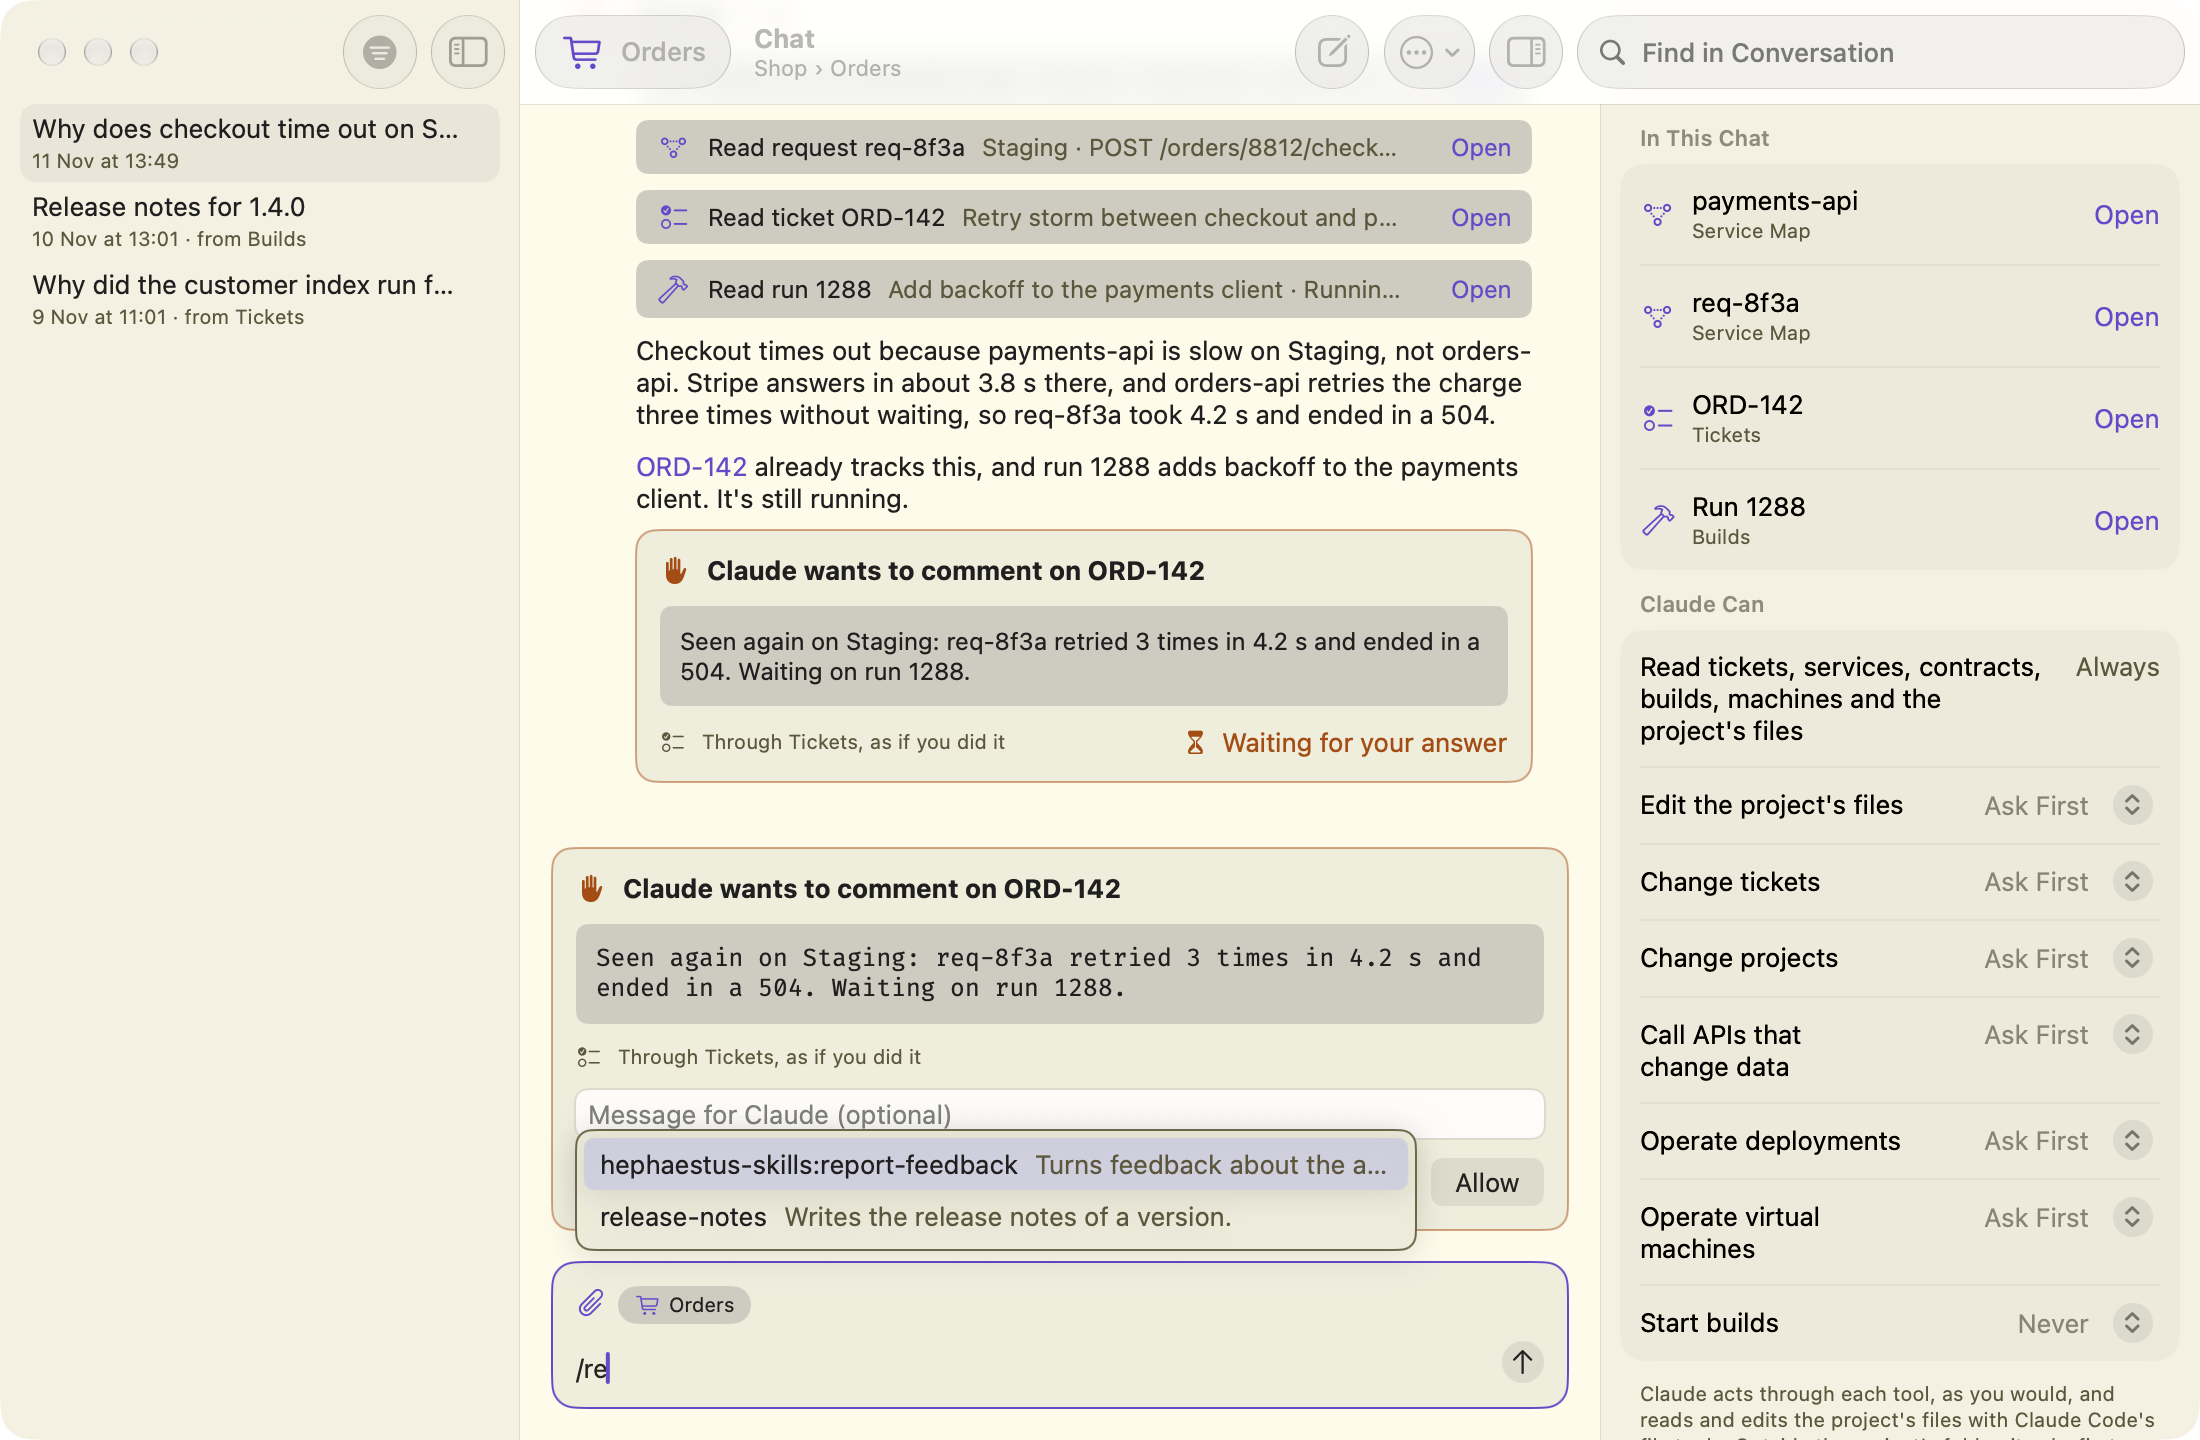 Why does checkout time out on S...
11 Nov at 13:49
Release notes for 1.4.0
10 Nov at 13:01 · from Builds
Why did the customer index run f...
9 Nov at 11:01 · from Tickets
Orders
Chat
Shop › Orders
Find in Conversation
Read request req-8f3a Staging · POST /orders/8812/check... Open
Read ticket ORD-142 Retry storm between checkout and p... Open
Read run 1288 Add backoff to the payments client · Runnin... Open
Checkout times out because payments-api is slow on Staging, not orders-
api. Stripe answers in about 3.8 s there, and orders-api retries the charge
three times without waiting, so req-8f3a took 4.2 s and ended in a 504.
ORD-142 already tracks this, and run 1288 adds backoff to the payments
client. It's still running.
Claude wants to comment on ORD-142
Seen again on Staging: req-8f3a retried 3 times in 4.2 s and ended in a
504. Waiting on run 1288.
Through Tickets, as if you did it
Waiting for your answer
Claude wants to comment on ORD-142
Seen again on Staging: req-8f3a retried 3 times in 4.2 s and
ended in a 504. Waiting on run 1288.
Through Tickets, as if you did it
Message for Claude (optional)
hephaestus-skills:report-feedback Turns feedback about the a...
release-notes Writes the release notes of a version.
Allow
Orders
/re
In This Chat
payments-api
Service Map
Open
req-8f3a
Service Map
Open
ORD-142
Tickets
Open
Run 1288
Builds
Open
Claude Can
Read tickets, services, contracts,
builds, machines and the
project's files
Always
Edit the project's files Ask First
Change tickets Ask First
Change projects Ask First
Call APIs that
change data
Ask First
Operate deployments Ask First
Operate virtual
machines
Ask First
Start builds Never
Claude acts through each tool, as you would, and
reads and edits the project's files with Claude Code's